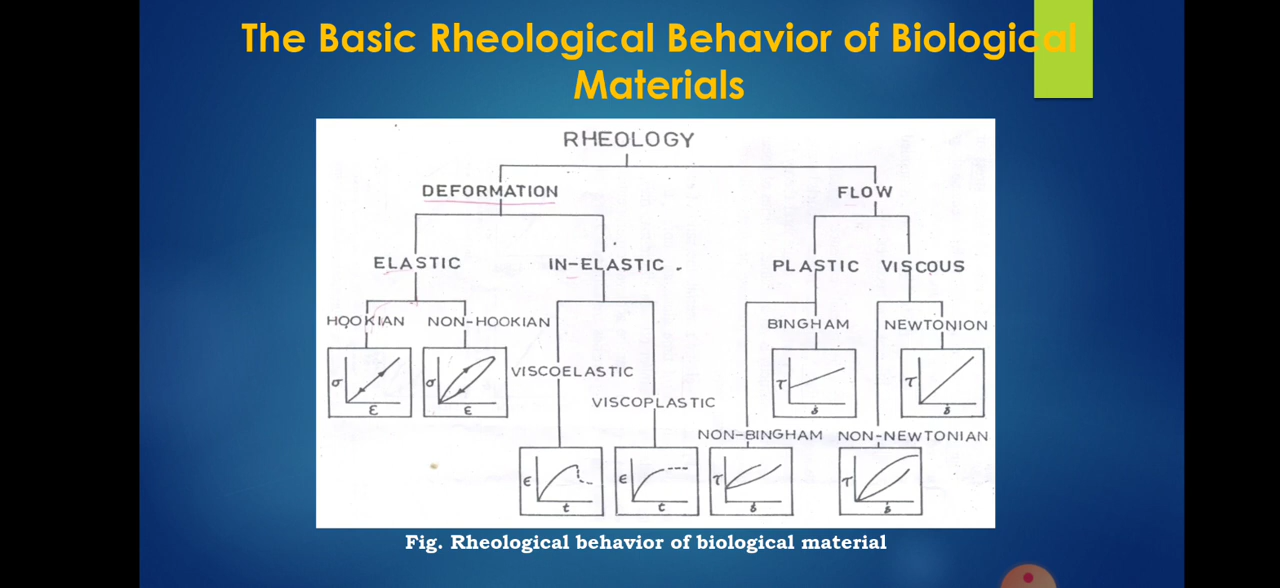 The Basic Rheological Behavior of Biological
Materials
RHEOLOGY
DEFORMATION
FLOW
ELASTIC
IN-ELASTIC
PLASTIC
VISCOUS
HOOKIAN
NON-HOOKIAN
BINGHAM
NEWTONION
VISCOELASTIC
VISCOPLASTIC
NON-BINGHAM
NON-NEWTONIAN
σ
ε
σ
ε
τ
ṡ
τ
ṡ
ε
t
ε
t
τ
ṡ
τ
ṡ
Fig. Rheological behavior of biological material